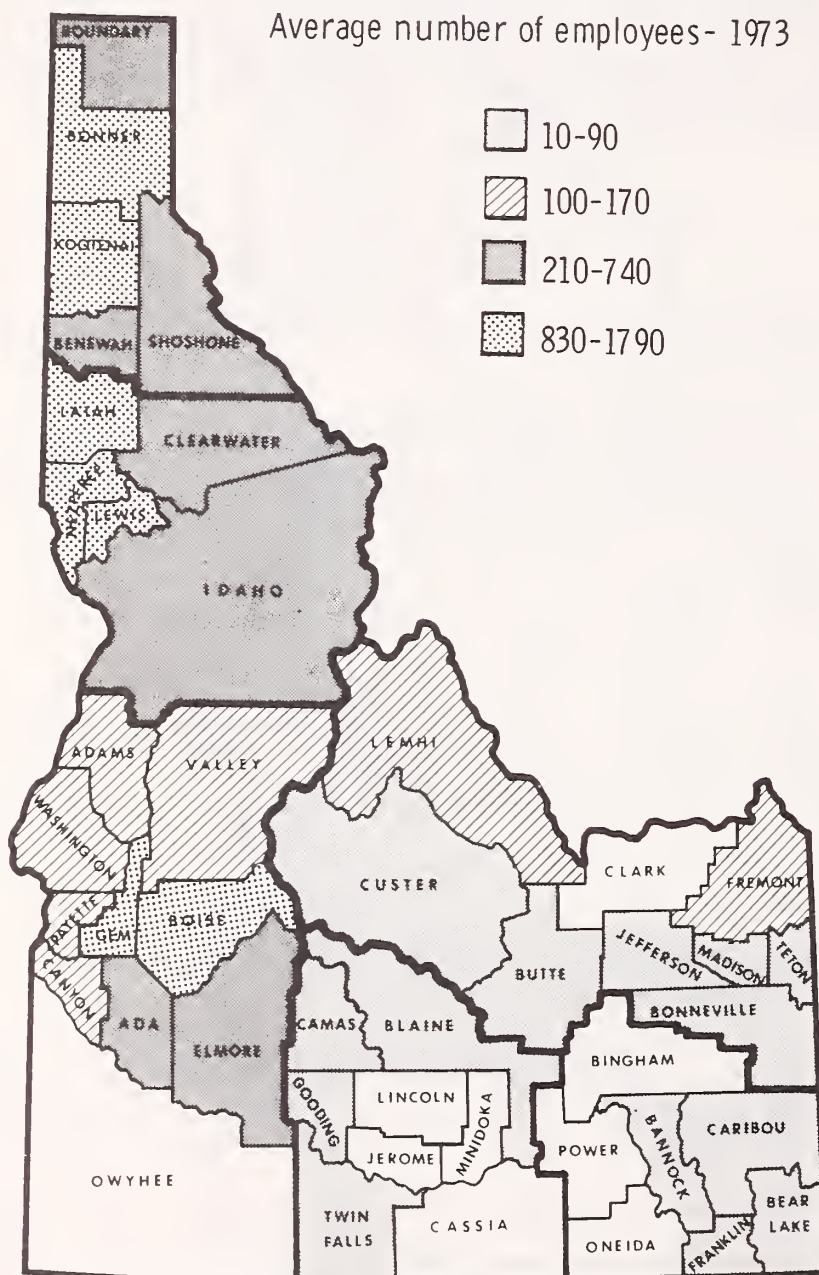 Average number of employees- 1973
10-90
100-170
210-740
830-1790
BOUNDARY
BONNER
KOOTENAI
BENEWAH
SHOSHONE
LATAH
CLEARWATER
NEZPERCE
LEWIS
IDAHO
ADAMS
VALLEY
LEMHI
WASHINGTON
CUSTER
CLARK
FREMONT
PAYETTE
GEM
BOISE
JEFFERSON
MADISON
TETON
CANYON
BUTTE
ADA
ELMORE
CAMAS
BLAINE
BONNEVILLE
BINGHAM
GOODING
LINCOLN
MINIDOKA
JEROME
POWER
BANNOCK
CARIBOU
OWYHEE
TWIN
FALLS
CASSIA
ONEIDA
FRANKLIN
BEAR
LAKE